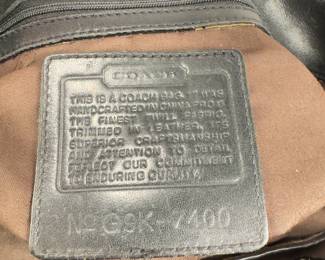 COACH
THIS IS A COACH BAG. IT WAS
HANDCRAFTED IN CHINA FROM
THE FINEST TWILL FABRIC,
TRIMMED IN LEATHER. ITS
SUPERIOR CRAFTSMANSHIP
AND ATTENTION TO DETAIL
REFLECT OUR COMMITMENT
TO ENDURING QUALITY.
No G9K-7400